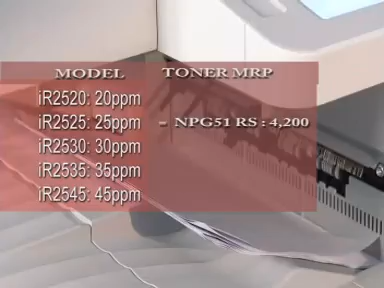 MODEL TONER MRP
iR2520: 20ppm
iR2525: 25ppm - NPG51 RS : 4,200
iR2530: 30ppm
iR2535: 35ppm
iR2545: 45ppm